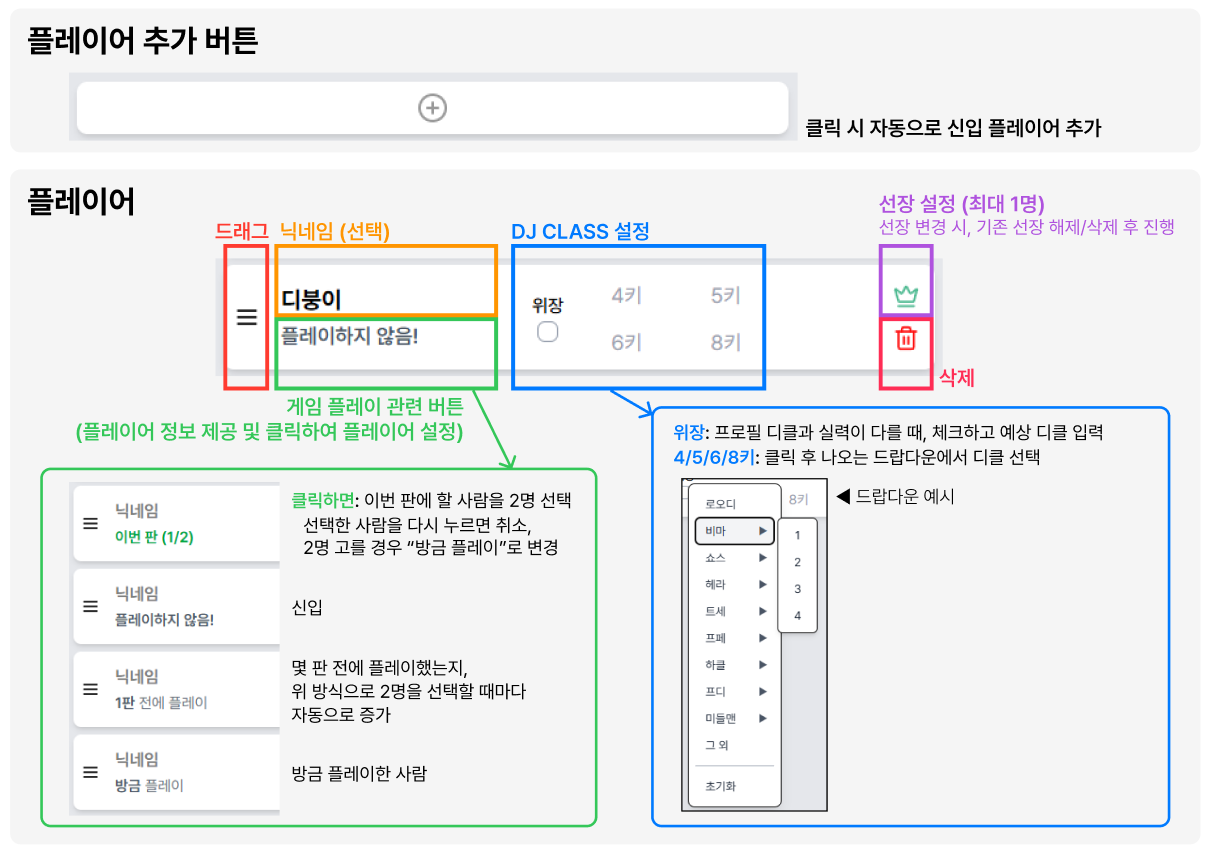 플레이어 추가 버튼
클릭 시 자동으로 신입 플레이어 추가
플레이어
드래그
닉네임 (선택)
DJ CLASS 설정
선장 설정 (최대 1명)
선장 변경 시, 기존 선장 해제/삭제 후 진행
디붕이
플레이하지 않음!
위장
4키
5키
6키
8키
삭제
게임 플레이 관련 버튼
(플레이어 정보 제공 및 클릭하여 플레이어 설정)
닉네임
이번 판 (1/2)
클릭하면: 이번 판에 할 사람을 2명 선택
선택한 사람을 다시 누르면 취소,
2명 고를 경우 “방금 플레이”로 변경
닉네임
플레이하지 않음!
신입
닉네임
1판 전에 플레이
몇 판 전에 플레이했는지,
위 방식으로 2명을 선택할 때마다
자동으로 증가
닉네임
방금 플레이
방금 플레이한 사람
위장: 프로필 디클과 실력이 다를 때, 체크하고 예상 디클 입력
4/5/6/8키: 클릭 후 나오는 드랍다운에서 디클 선택
◀ 드랍다운 예시
8키
로오디
비마 ▶
쇼스 ▶
헤라 ▶
트세 ▶
프페 ▶
하클 ▶
프디 ▶
미들맨 ▶
그 외
초기화
1
2
3
4